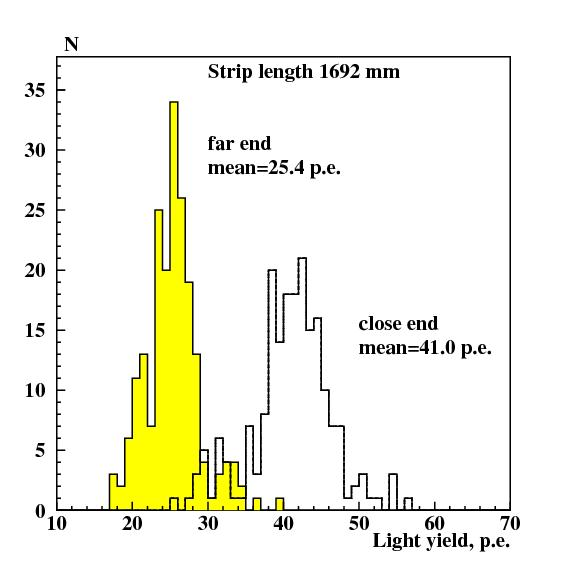 N
Strip length 1692 mm
35
far end
30
mean=25.4 p.e.
25
20
close end
15
mean=41.0 p.e.
10
5
0
10 20 30 40 50 60 70
Light yield, p.e.